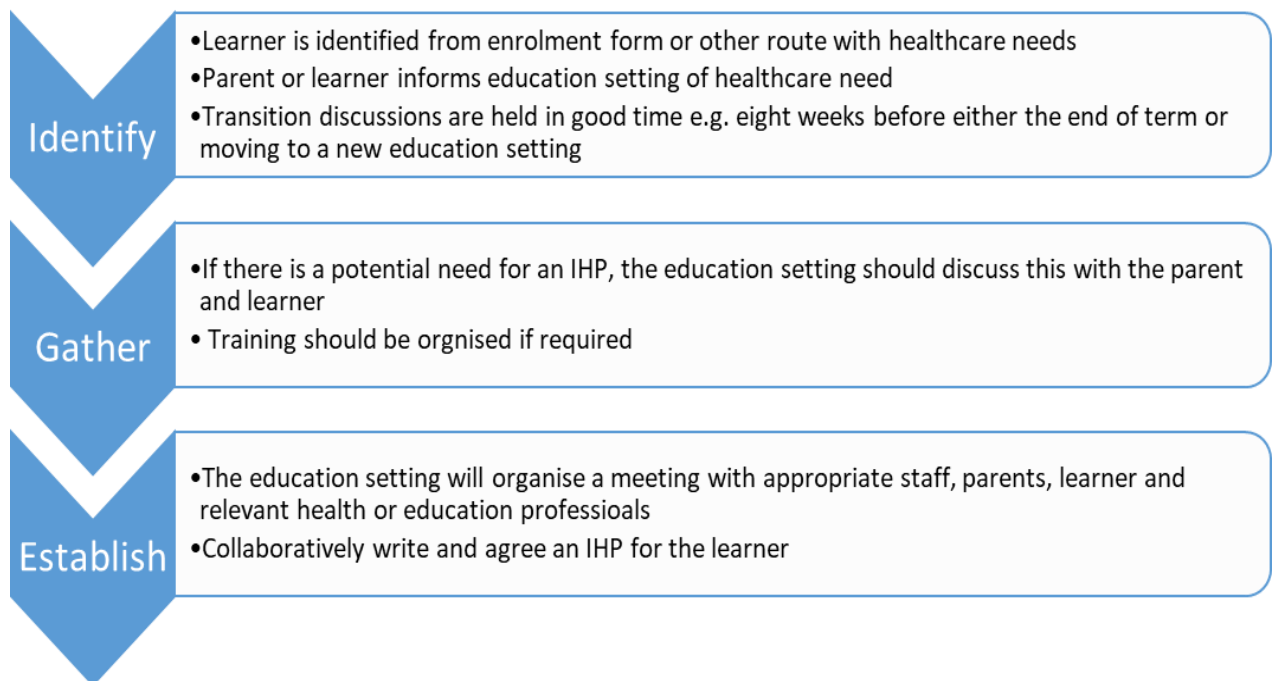 Identify
•Learner is identified from enrolment form or other route with healthcare needs
•Parent or learner informs education setting of healthcare need
•Transition discussions are held in good time e.g. eight weeks before either the end of term or
moving to a new education setting
Gather
•If there is a potential need for an IHP, the education setting should discuss this with the parent
and learner
• Training should be orgnised if required
Establish
•The education setting will organise a meeting with appropriate staff, parents, learner and
relevant health or education professioals
•Collaboratively write and agree an IHP for the learner